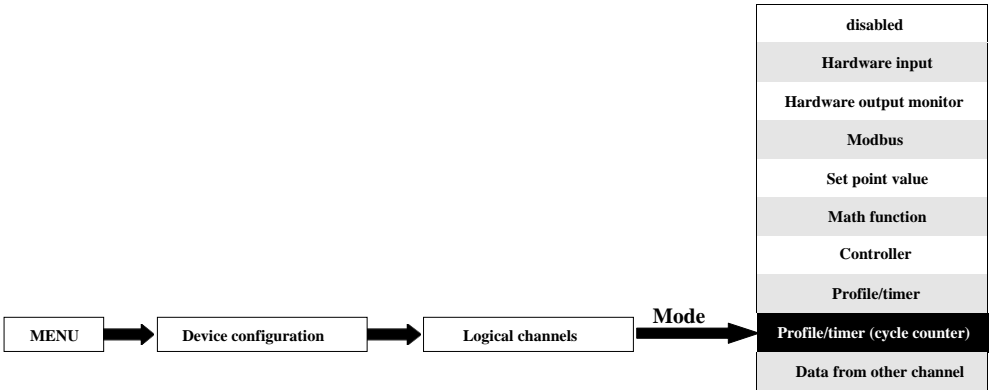 disabled
Hardware input
Hardware output monitor
Modbus
Set point value
Math function
Controller
Profile/timer
MENU
Device configuration
Logical channels
Mode
Profile/timer (cycle counter)
Data from other channel